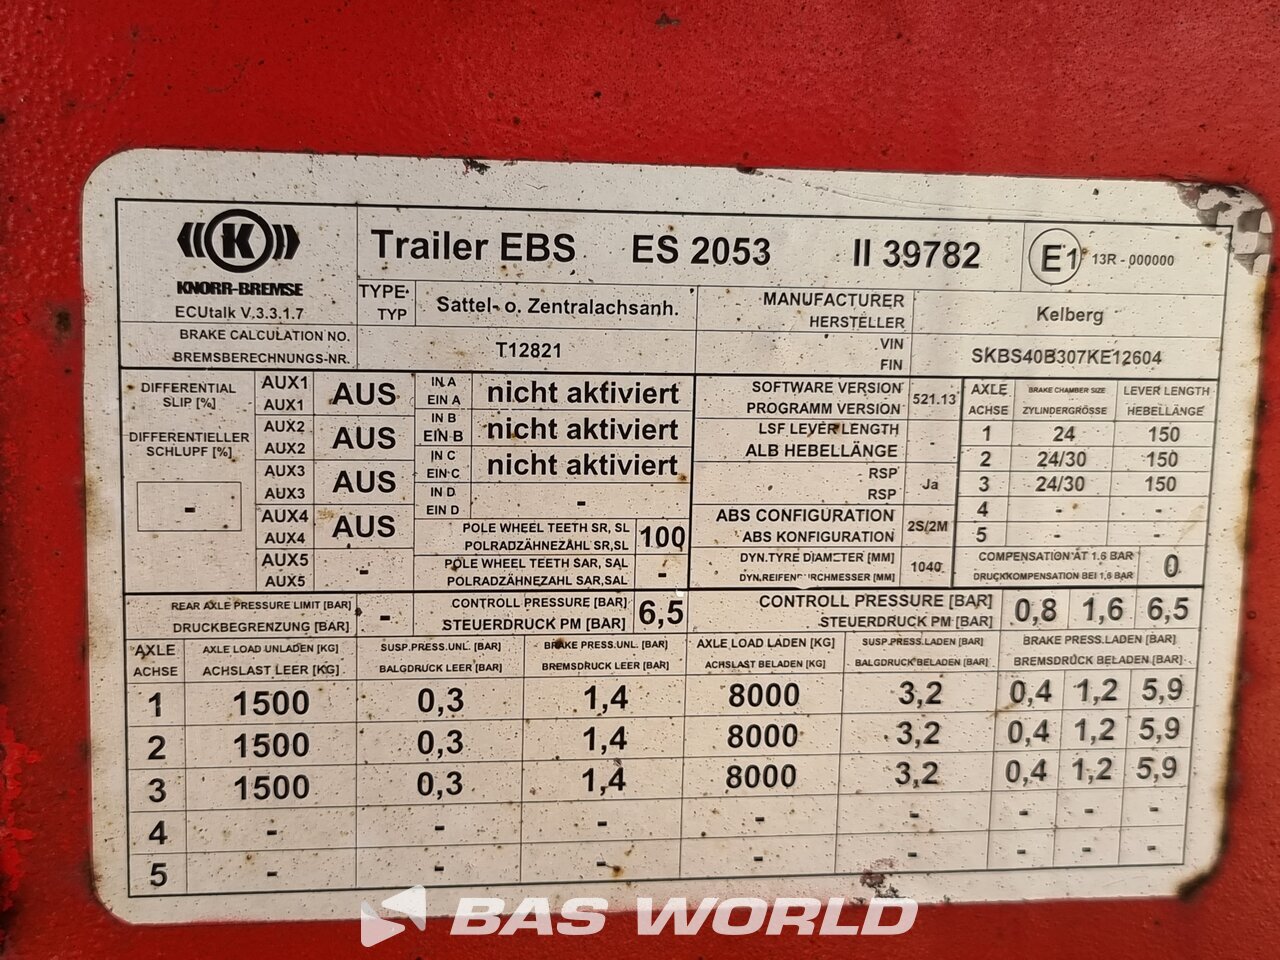 K
KNORR-BREMSE
ECUtalk V.3.3.1.7
Trailer EBS ES 2053 II 39782
E1 13R - 000000
TYPE- Sattel- o. Zentralachsanh.
TYP
MANUFACTURER Kelberg
HERSTELLER
BRAKE CALCULATION NO. T12821
BREMSBERECHNUNGS-NR.
VIN SKBS40B307KE12604
FIN
DIFFERENTIAL
SLIP [%]
DIFFERENTIELLER
SCHLUPF [%]
-
AUX1 AUS
AUX1
AUX2 AUS
AUX2
AUX3 AUS
AUX3
AUX4 AUS
AUX4
AUX5 -
AUX5
IN A nicht aktiviert
EIN A
IN B nicht aktiviert
EIN B
IN C nicht aktiviert
EIN C
IN D -
EIN D
POLE WHEEL TEETH SR, SL 100
POLRADZÄHNEZAHL SR,SL
POLE WHEEL TEETH SAR, SAL -
POLRADZÄHNEZAHL SAR,SAL
SOFTWARE VERSION 521.13
PROGRAMM VERSION
LSF LEVER LENGTH -
ALB HEBELLÄNGE
RSP Ja
RSP
ABS CONFIGURATION 2S/2M
ABS KONFIGURATION
DYN.TYRE DIAMETER [MM] 1040
DYN.REIFENDURCHMESSER [MM]
AXLE BRAKE CHAMBER SIZE LEVER LENGTH
ACHSE ZYLINDERGRÖSSE HEBELLÄNGE
1 24 150
2 24/30 150
3 24/30 150
4 - -
5 - -
COMPENSATION AT 1.6 BAR 0
DRUCKKOMPENSATION BEI 1,6 BAR
REAR AXLE PRESSURE LIMIT [BAR] -
DRUCKBEGRENZUNG [BAR]
CONTROLL PRESSURE [BAR] 6,5
STEUERDRUCK PM [BAR]
CONTROLL PRESSURE [BAR] 0,8 1,6 6,5
STEUERDRUCK PM [BAR]
AXLE AXLE LOAD UNLADEN [KG] SUSP.PRESS.UNL. [BAR] BRAKE PRESS.UNL. [BAR] AXLE LOAD LADEN [KG] SUSP.PRESS.LADEN [BAR] BRAKE PRESS.LADEN [BAR]
ACHSE ACHSLAST LEER [KG] BALGDRUCK LEER [BAR] BREMSDRUCK LEER [BAR] ACHSLAST BELADEN [KG] BALGDRUCK BELADEN [BAR] BREMSDRUCK BELADEN [BAR]
1 1500 0,3 1,4 8000 3,2 0,4 1,2 5,9
2 1500 0,3 1,4 8000 3,2 0,4 1,2 5,9
3 1500 0,3 1,4 8000 3,2 0,4 1,2 5,9
4 - - - - - - - -
5 - - - - - - - -
BAS WORLD